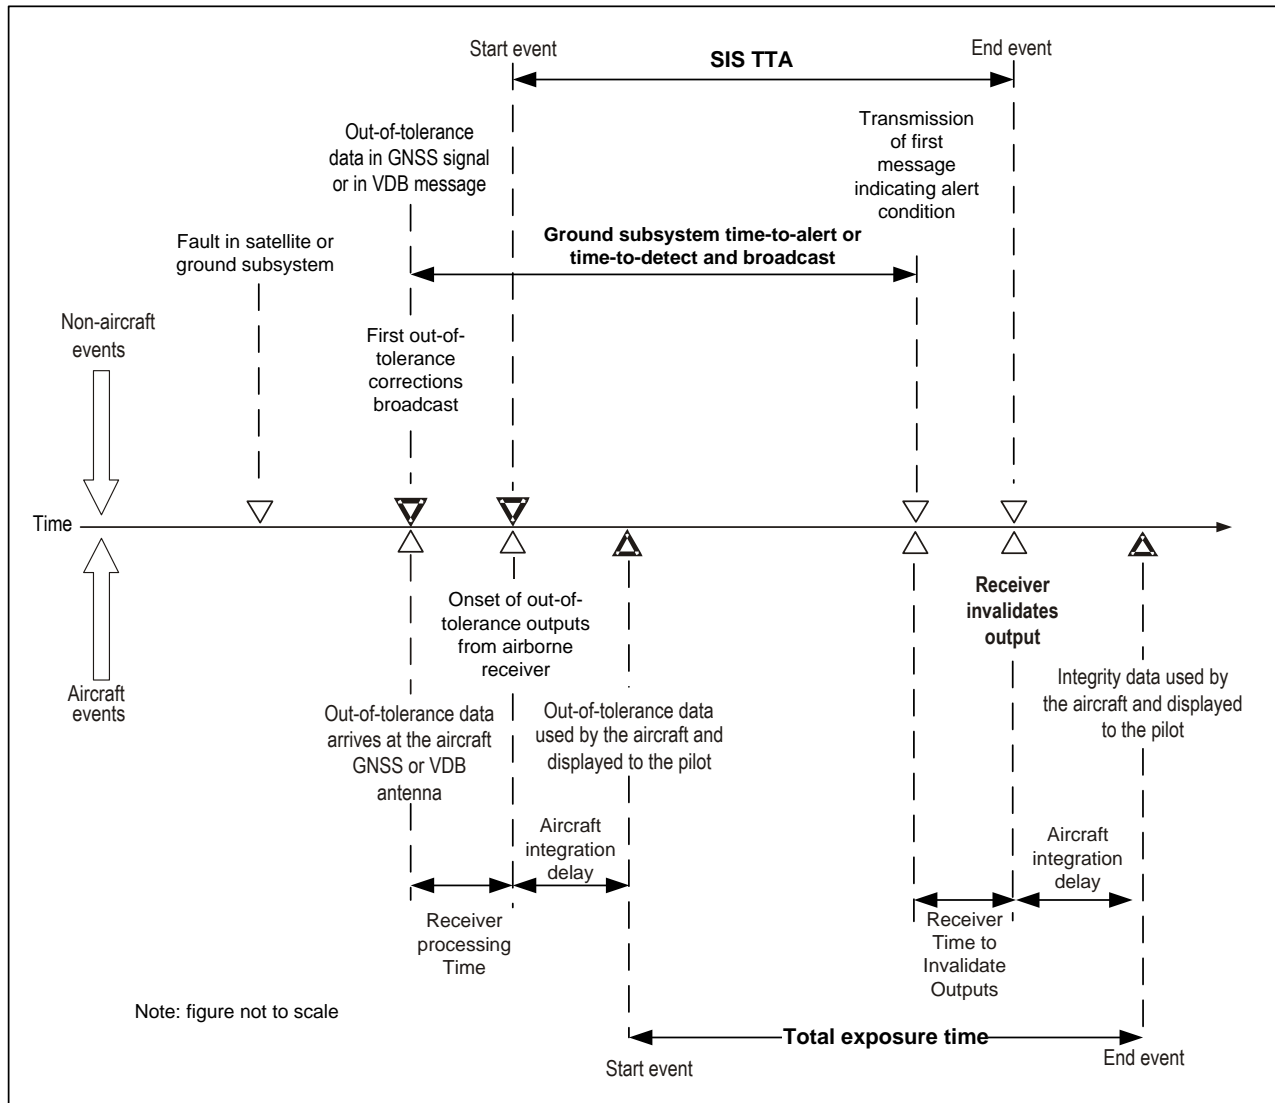 Start event
SIS TTA
End event
Out-of-tolerance
data in GNSS signal
or in VDB message
Transmission
of first
message
indicating alert
condition
Fault in satellite or
ground subsystem
Ground subsystem time-to-alert or
time-to-detect and broadcast
Non-aircraft
events
First out-of-
tolerance
corrections
broadcast
Time
Aircraft
events
Onset of out-of-
tolerance outputs
from airborne
receiver
Receiver
invalidates
output
Out-of-tolerance data
arrives at the aircraft
GNSS or VDB
antenna
Out-of-tolerance data
used by the aircraft and
displayed to the pilot
Integrity data used by
the aircraft and displayed
to the pilot
Aircraft
integration
delay
Aircraft
integration
delay
Receiver
processing
Time
Receiver
Time to
Invalidate
Outputs
Note: figure not to scale
Total exposure time
Start event
End event